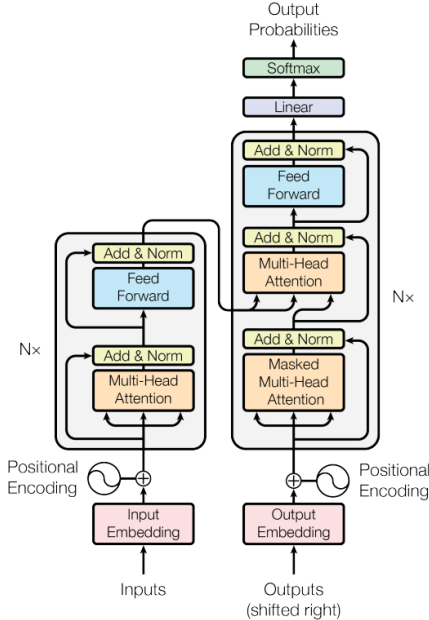 Output
Probabilities
Softmax
Linear
Add & Norm
Feed
Forward
Add & Norm
Multi-Head
Attention
Add & Norm
Masked
Multi-Head
Attention
N×
Add & Norm
Feed
Forward
Add & Norm
Multi-Head
Attention
N×
Positional
Encoding
Positional
Encoding
Input
Embedding
Output
Embedding
Inputs
Outputs
(shifted right)